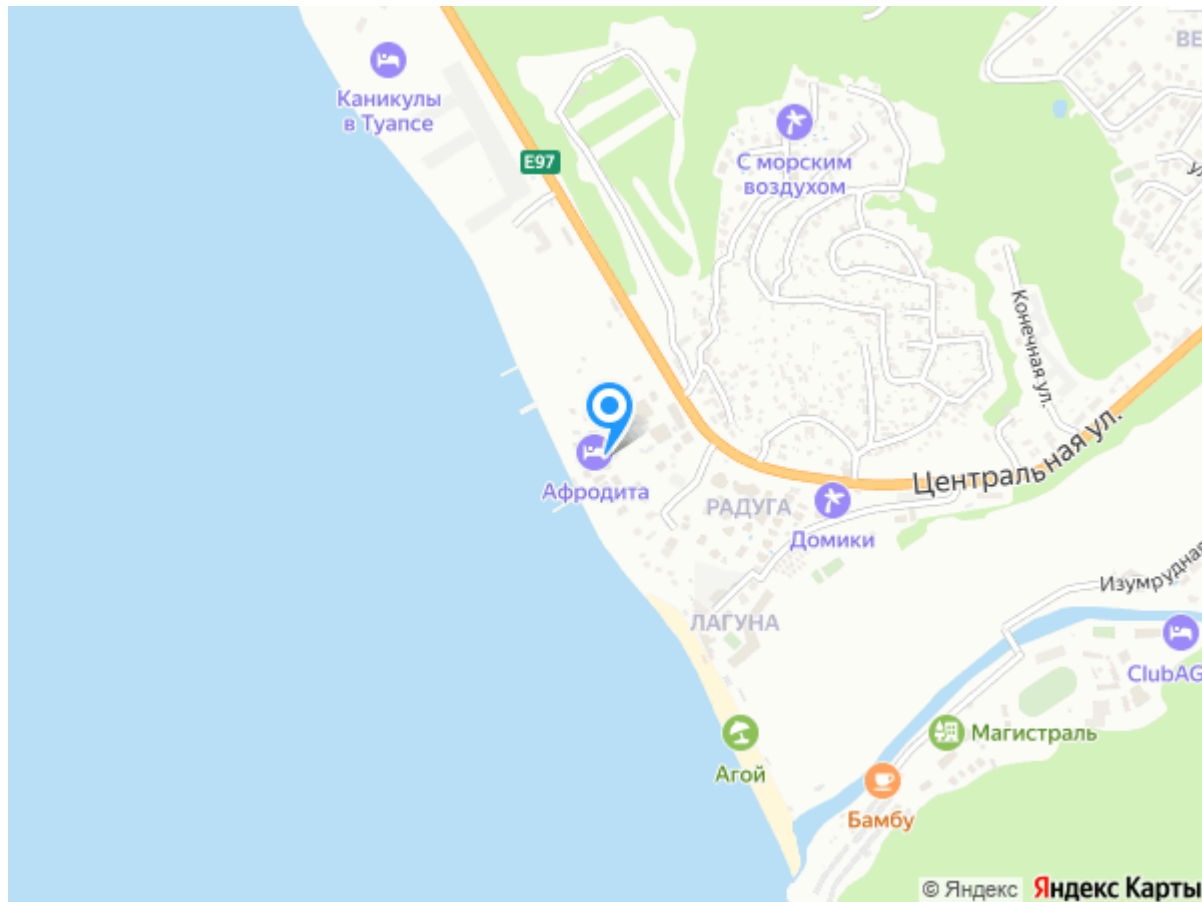 ВЕ
Каникулы
в Туапсе
E97
С морским
воздухом
Конечная ул.
Центральная ул.
Афродита
РАДУГА
Домики
Изумрудная
ЛАГУНА
ClubAG
Магистраль
Агой
Бамбу
© Яндекс Яндекс Карты